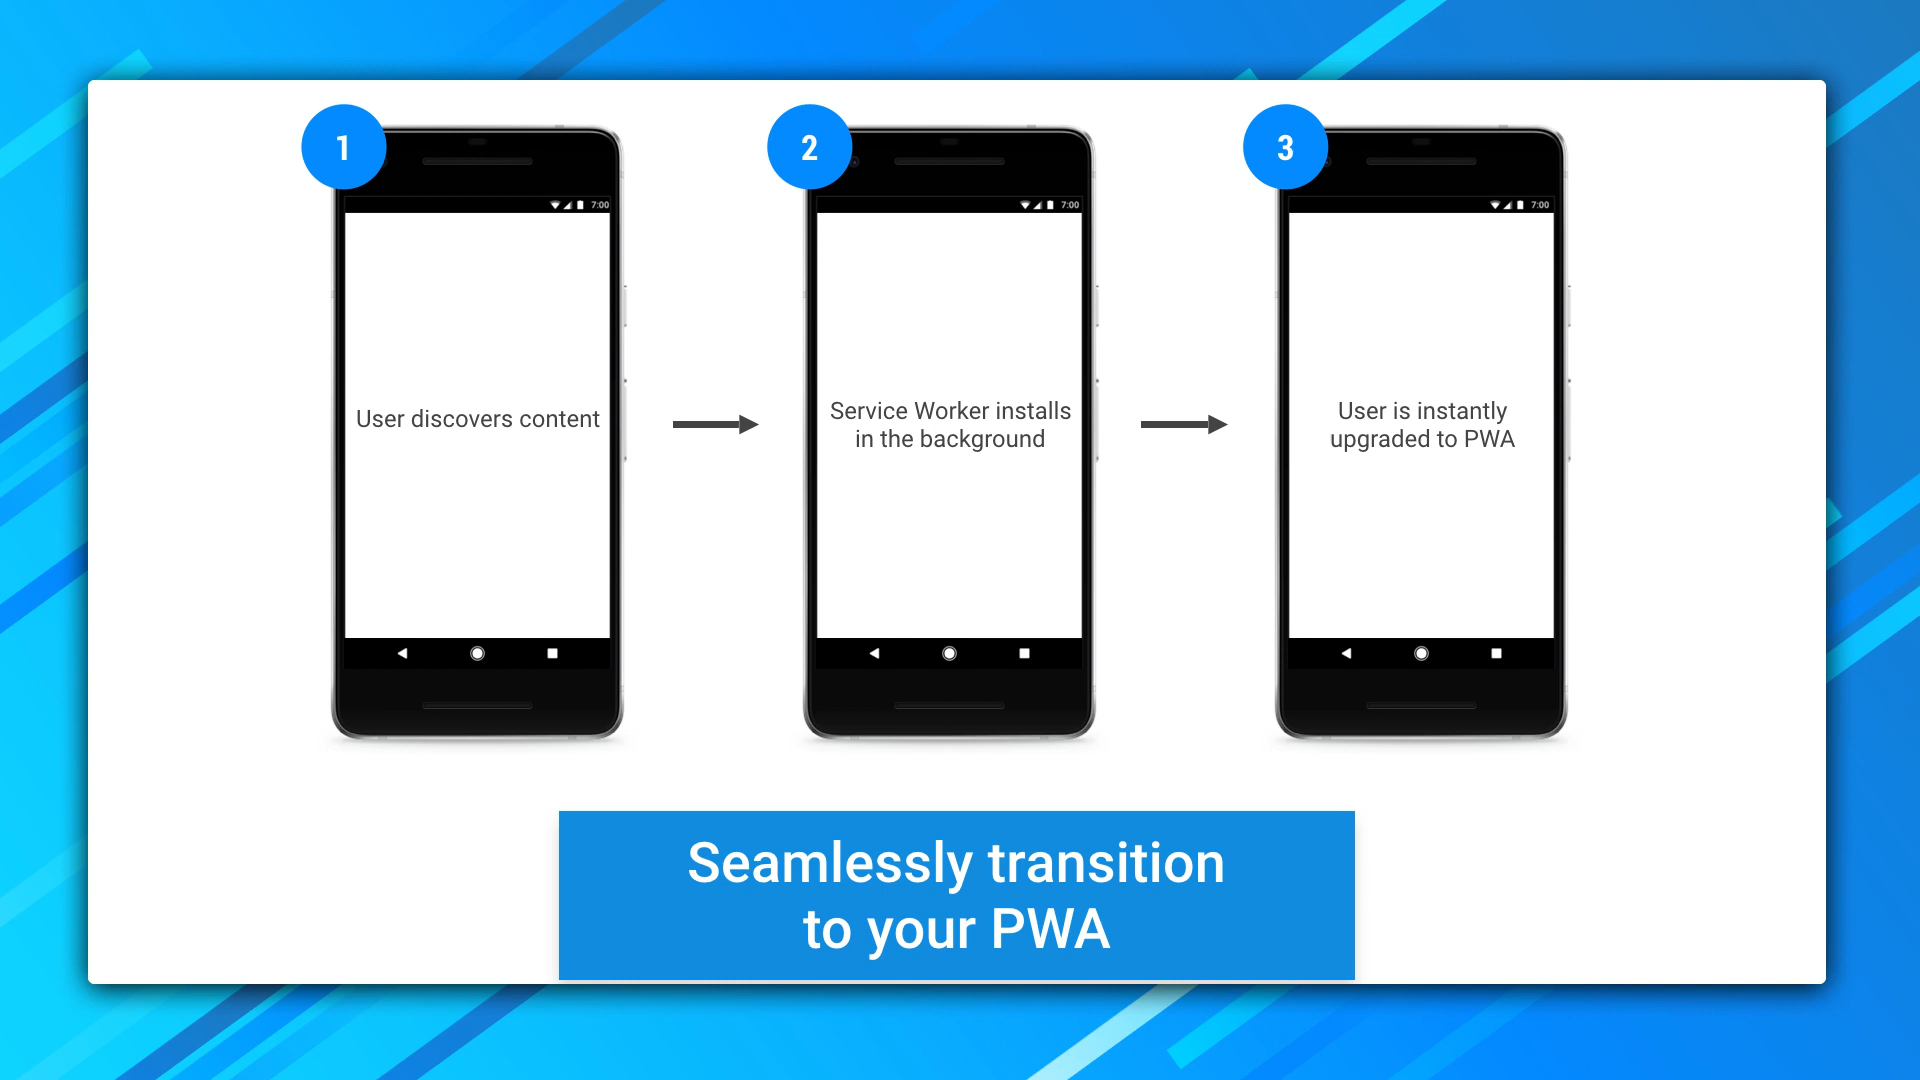 1
2
3
7:00
7:00
7:00
User discovers content
Service Worker installs
in the background
User is instantly
upgraded to PWA
Seamlessly transition
to your PWA